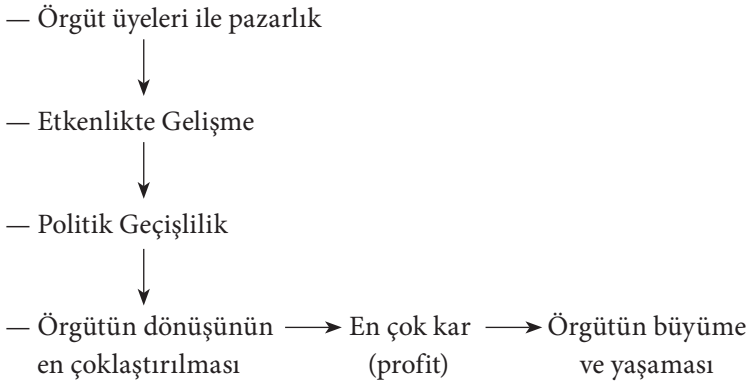 — Örgüt üyeleri ile pazarlık
— Etkenlikte Gelişme
— Politik Geçişlilik
— Örgütün dönüşünün En çok kar Örgütün büyüme
en çoklaştırılması (profit) ve yaşaması